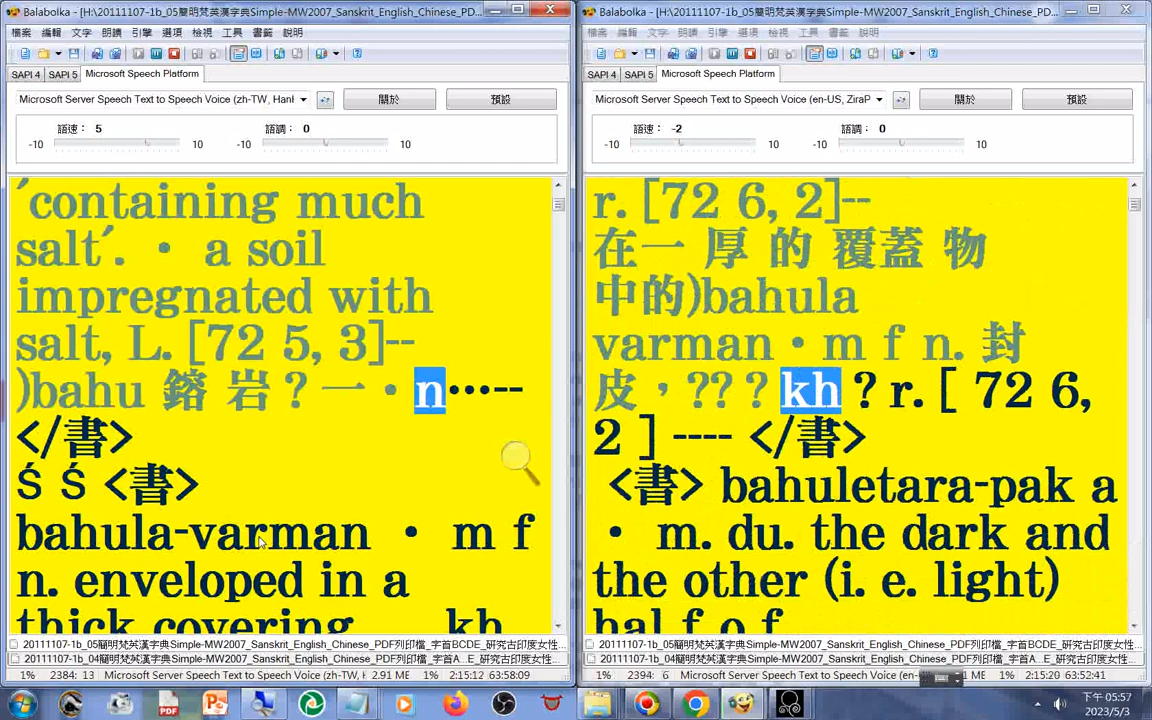 Balabolka - [H:\20111107-1b_05簡明梵英漢字典Simple-MW2007_Sanskrit_English_Chinese_PD...
檔案 編輯 文字 朗讀 引擎 選項 檢視 工具 書籤 說明
SAPI 4 SAPI 5 Microsoft Speech Platform
Microsoft Server Speech Text to Speech Voice (zh-TW, Hanl
關於
預設
語速： 5
語調： 0
-10 10 -10 10
´containing much
salt´. • a soil
impregnated with
salt, L. [72 5, 3]--
)bahu 鎔 岩？一 • n•••--
</書>
Ś Ś <書>
bahula-varman • m f
n. enveloped in a
thick covering kh
20111107-1b_05簡明梵英漢字典Simple-MW2007_Sanskrit_English_Chinese_PDF列印檔_字首BCDE_研究古印度女性...
20111107-1b_04簡明梵英漢字典Simple-MW2007_Sanskrit_English_Chinese_PDF列印檔_字首A...E_研究古印度女性...
1% 2384: 13 Microsoft Server Speech Text to Speech Voice (zh-TW, H 2.91 ME 1% 2:15:12 63:58:09
Balabolka - [H:\20111107-1b_05簡明梵英漢字典Simple-MW2007_Sanskrit_English_Chinese_PD...
檔案 編輯 文字 朗讀 引擎 選項 檢視 工具 書籤 說明
SAPI 4 SAPI 5 Microsoft Speech Platform
Microsoft Server Speech Text to Speech Voice (en-US, ZiraP
關於
預設
語速： -2
語調： 0
-10 10 -10 10
r. [72 6, 2]--
在一 厚 的 覆蓋 物
中的)bahula
varman • m f n. 封
皮，?? ? kh ? r. [ 72 6,
2 ] ---- </書>
<書> bahuletara-pak a
• m. du. the dark and
the other (i. e. light)
bal f o f
20111107-1b_05簡明梵英漢字典Simple-MW2007_Sanskrit_English_Chinese_PDF列印檔_字首BCDE_研究古印度女性...
20111107-1b_04簡明梵英漢字典Simple-MW2007_Sanskrit_English_Chinese_PDF列印檔_字首A...E_研究古印度女性...
1% 2394: 6 Microsoft Server Speech Text to Speech Voice 1 ME 1% 2:15:20 63:52:41
下午 05:57
2023/5/3